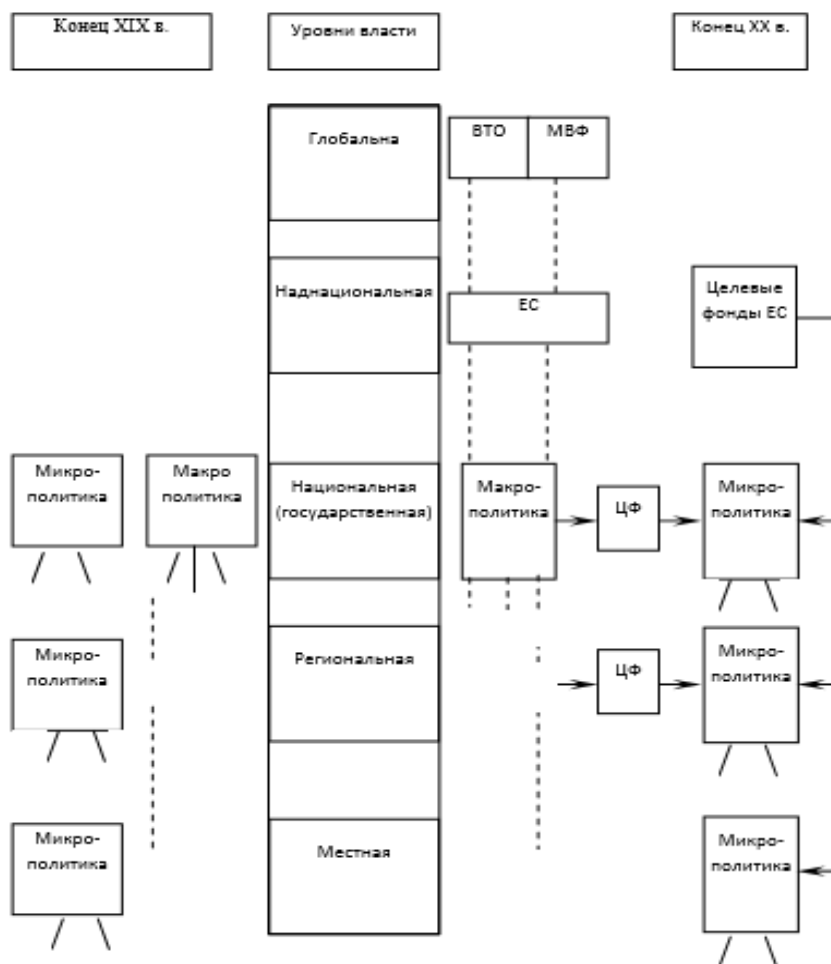 Конец XIX в.
Уровни власти
Конец XX в.
Глобальна
ВТО
МВФ
Наднациональная
ЕС
Целевые
фонды ЕС
Микро-
политика
Макро
политика
Национальная
(государственная)
Макро-
политика
ЦФ
Микро-
политика
Микро-
политика
Региональная
ЦФ
Микро-
политика
Микро-
политика
Местная
Микро-
политика